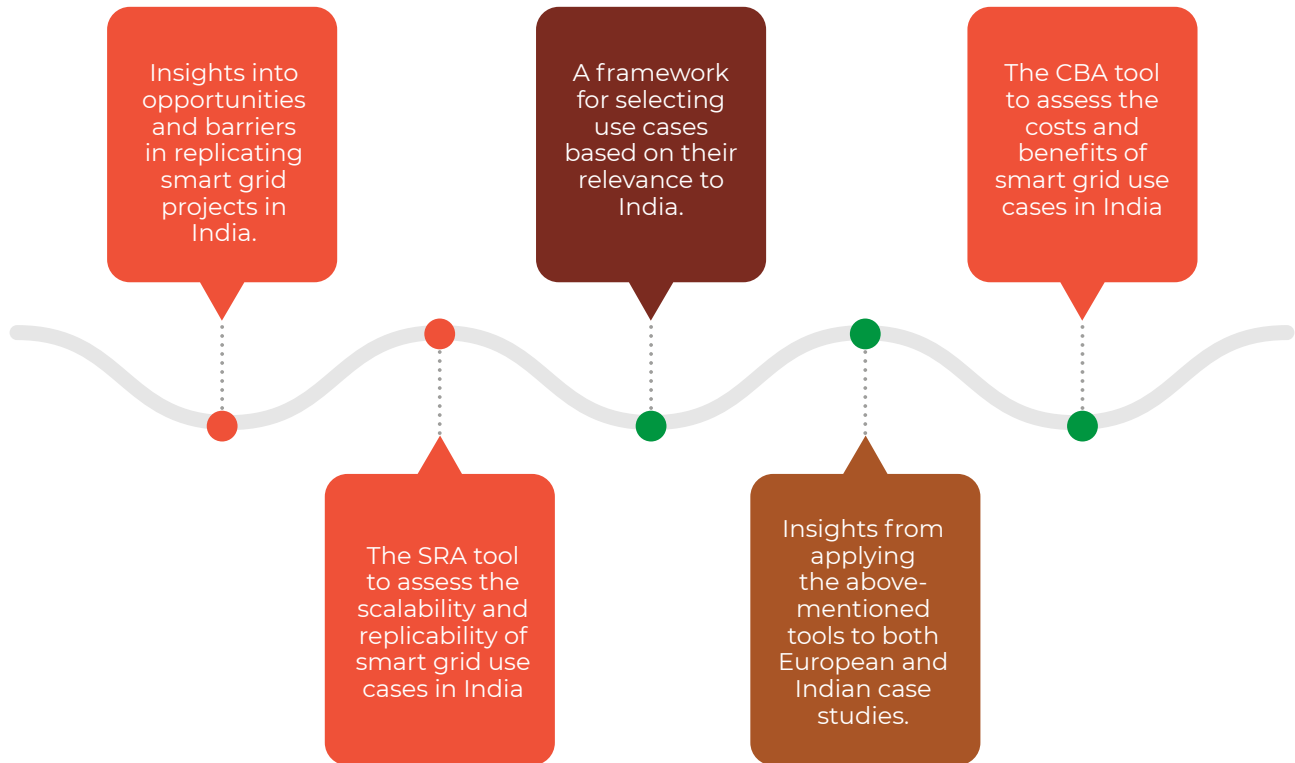 Insights into
opportunities
and barriers
in replicating
smart grid
projects in
India.
The SRA tool
to assess the
scalability and
replicability of
smart grid use
cases in India
A framework
for selecting
use cases
based on their
relevance to
India.
Insights from
applying
the above-
mentioned
tools to both
European and
Indian case
studies.
The CBA tool
to assess the
costs and
benefits of
smart grid use
cases in India